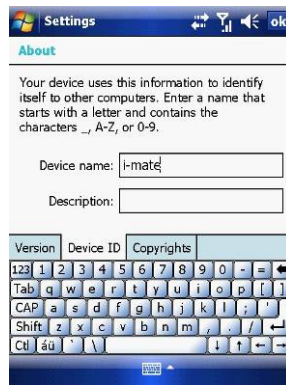 Settings ok
About
Your device uses this information to identify
itself to other computers. Enter a name that
starts with a letter and contains the
characters _, A-Z, or 0-9.
Device name: i-mate
Description:
Version Device ID Copyrights
123 1 2 3 4 5 6 7 8 9 0 - =
Tab q w e r t y u i o p [ ]
CAP a s d f g h j k l ; '
Shift z x c v b n m , . /
Ctl áü ` \